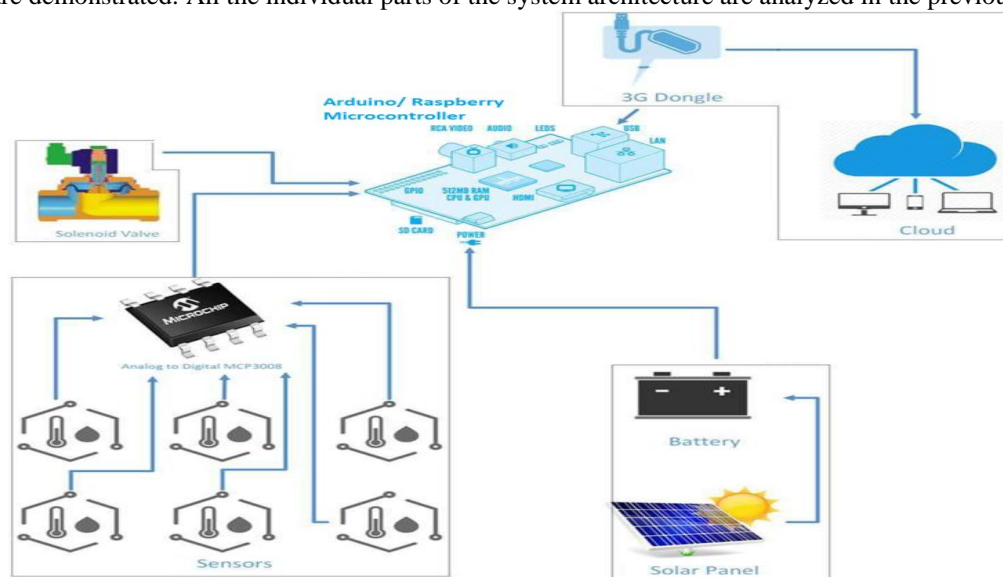 re demonstrated. All the individual parts of the system architecture are analyzed in the previou
3G Dongle
Arduino/ Raspberry
Microcontroller
RCA VIDEO AUDIO LEDS USB
LAN
GPIO 512MB RAM HDMI
CPU & GPU
SD CARD POWER
Solenoid Valve
Cloud
MICROCHIP
Analog to Digital MCP3008
Battery
Sensors
Solar Panel